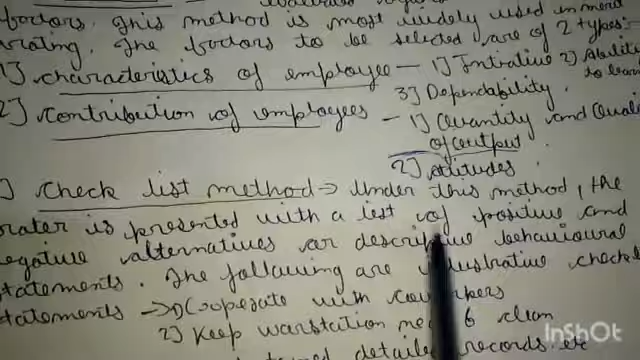 factors. This method is most widely used in merit
rating. The factors to be selected are of 2 types:
1) Characteristics of employee - 1) Initiative 2) Ability to learn
3) Dependability.
2) Contribution of employees - 1) Quantity and Quali
of output
2) Attitudes.
] Check list method → Under this method, the
rater is presented with a list of positive and
negative alternatives or descriptive behavioural
statements. The following are illustrative check
statements → 1) Cooperate with coworkers
2) Keep workstation clean
detailed records. etc
InShOt